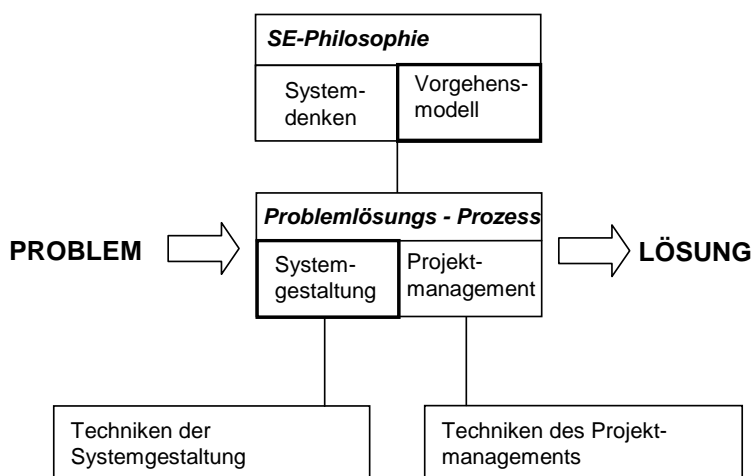 SE-Philosophie
System-
denken
Vorgehens-
modell
Problemlösungs - Prozess
PROBLEM
System-
gestaltung
Projekt-
management
LÖSUNG
Techniken der
Systemgestaltung
Techniken des Projekt-
managements